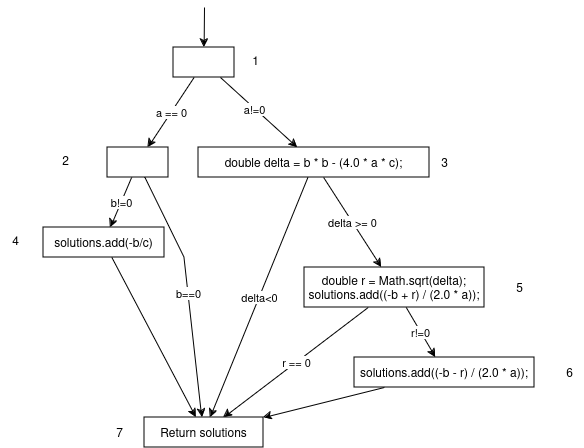 1
a == 0
a!=0
2
double delta = b * b - (4.0 * a * c);
3
b!=0
delta >= 0
4
solutions.add(-b/c)
double r = Math.sqrt(delta);
solutions.add((-b + r) / (2.0 * a));
5
b==0
delta<0
r!=0
r == 0
solutions.add((-b - r) / (2.0 * a));
6
7
Return solutions